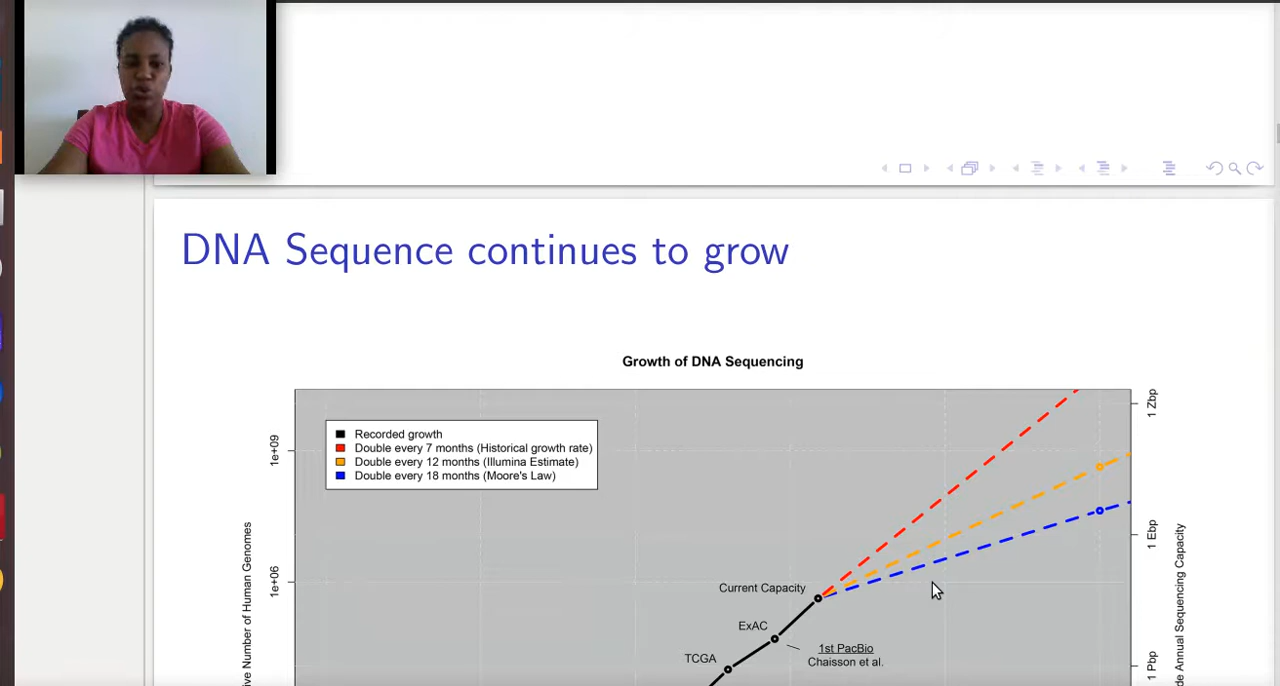 DNA Sequence continues to grow
Growth of DNA Sequencing
Recorded growth
Double every 7 months (Historical growth rate)
Double every 12 months (Illumina Estimate)
Double every 18 months (Moore's Law)
1e+09
1e+06
ive Number of Human Genomes
1 Zbp
1 Ebp
1 Pbp
de Annual Sequencing Capacity
Current Capacity
ExAC
1st PacBio
Chaisson et al.
TCGA